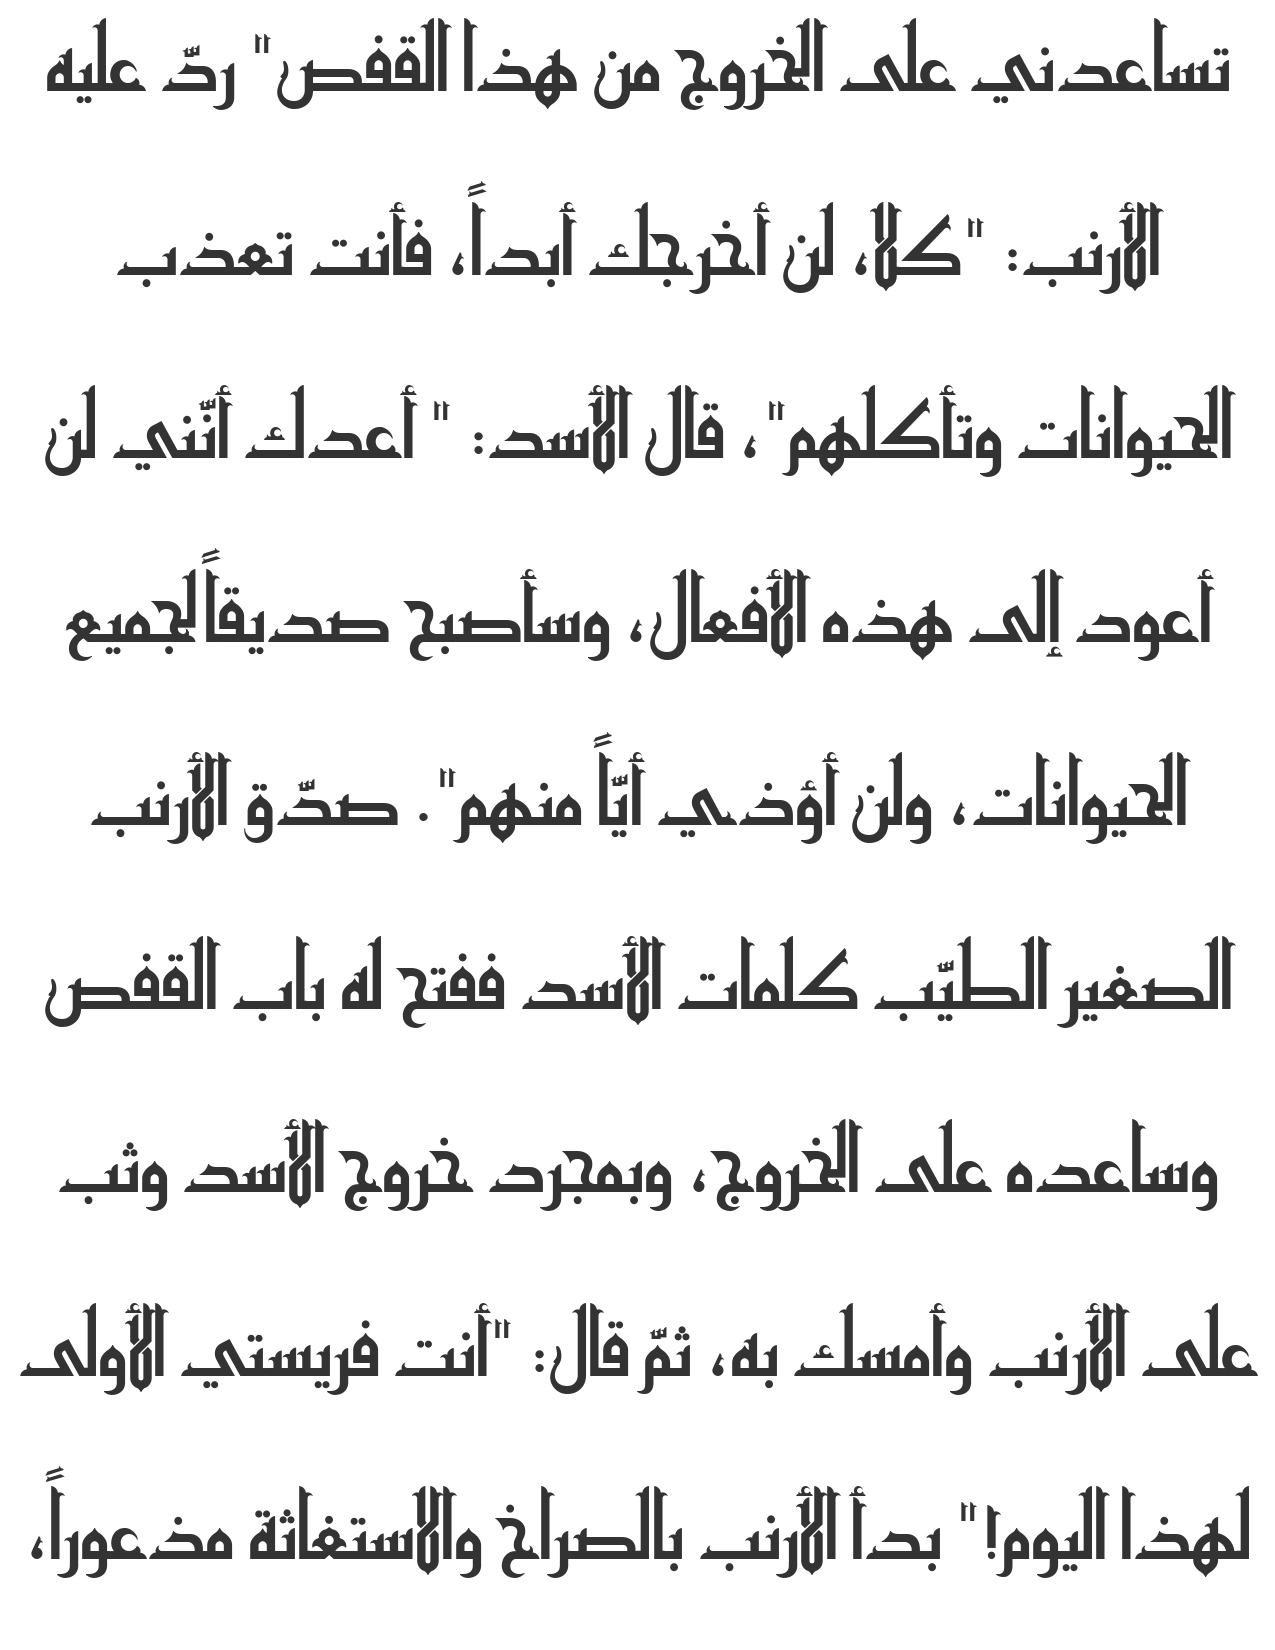 تساعدني على الخروج من هذا القفص" ردّ عليه
الأرنب: "كلا، لن أخرجك أبداً، فأنت تعذب
الحيوانات وتأكلهم"، قال الأسد: " أعدك أنّني لن
أعود إلى هذه الأفعال، وسأصبح صديقاًلجميع
الحيوانات، ولن أؤذي أيّاً منهم". صدّق الأرنب
الصغير الطيّب كلمات الأسد ففتح له باب القفص
وساعده على الخروج، وبمجرد خروج الأسد وثب
على الأرنب وأمسك به، ثمّ قال: "أنت فريستي الأولى
لهذا اليوم!" بدأ الأرنب بالصراخ والاستغاثة مذعوراً،